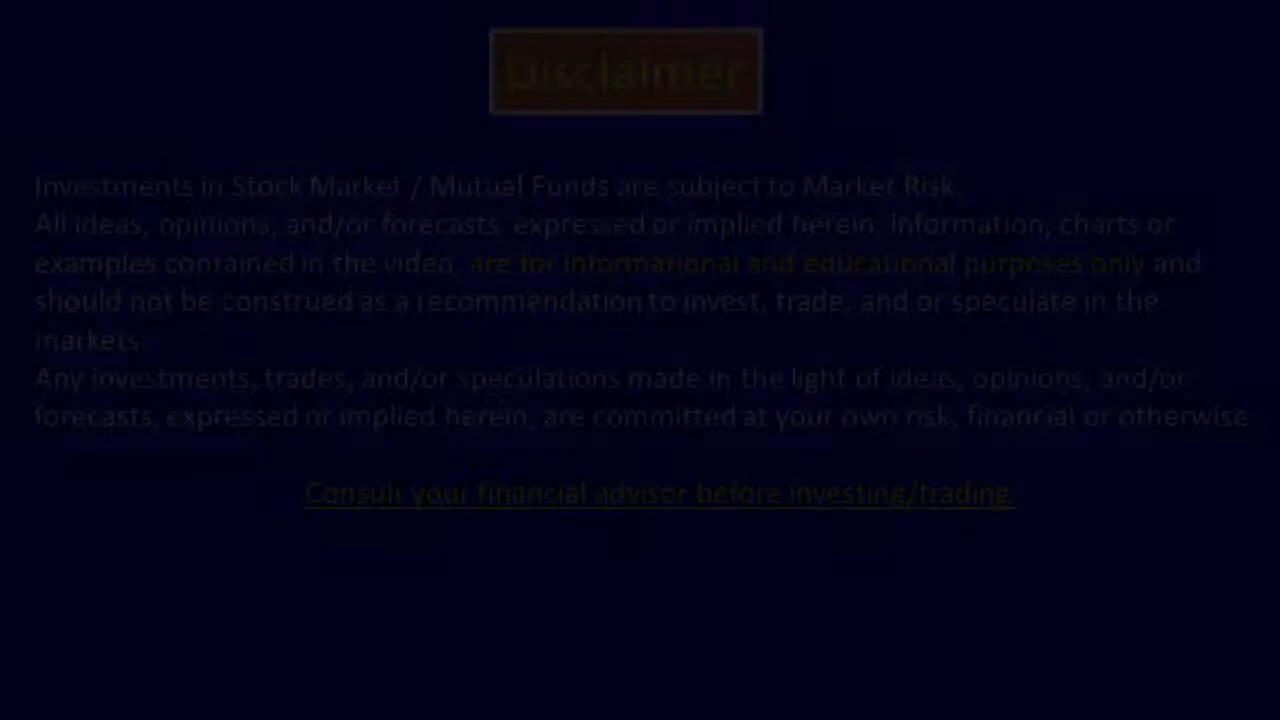 Disclaimer
Investments in Stock Market / Mutual Funds are subject to Market Risk.
All ideas, opinions, and/or forecasts, expressed or implied herein, information, charts or
examples contained in the video, are for informational and educational purposes only and
should not be construed as a recommendation to invest, trade, and or speculate in the
markets.
Any investments, trades, and/or speculations made in the light of ideas, opinions, and/or
forecasts, expressed or implied herein, are committed at your own risk, financial or otherwise
Consult your financial advisor before investing/trading.